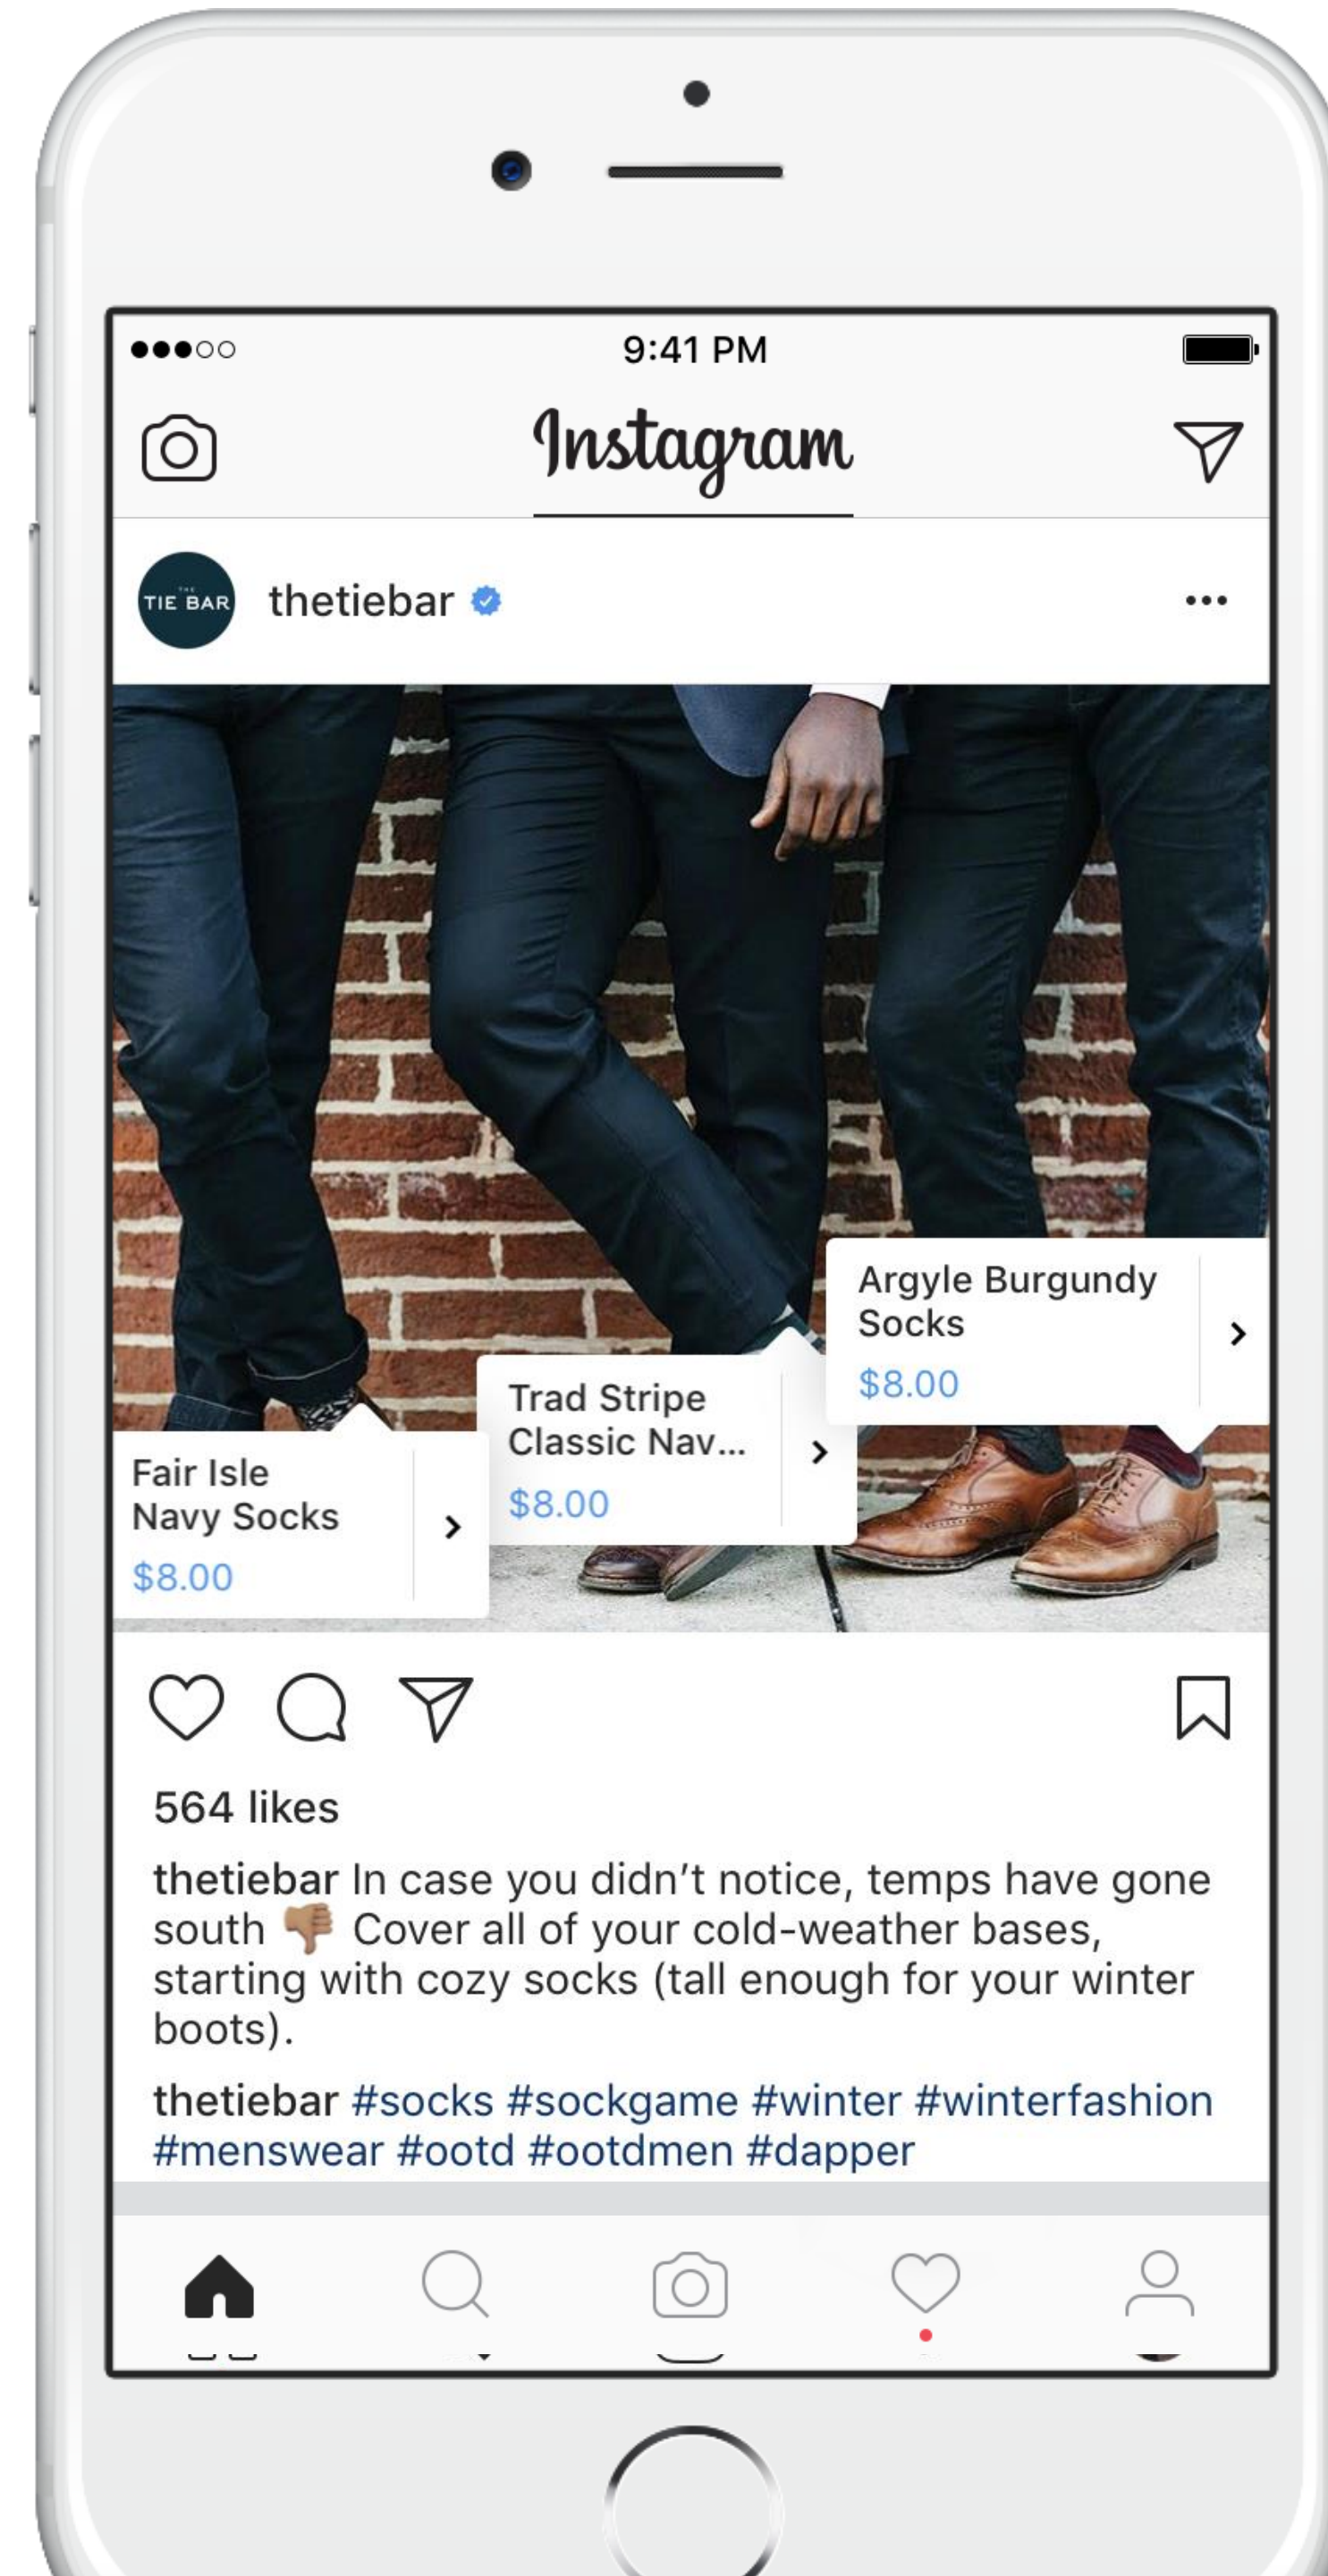 9:41 PM
Instagram
THE
TIE BAR
thetiebar
Argyle Burgundy
Socks
$8.00
Trad Stripe
Classic Nav...
$8.00
Fair Isle
Navy Socks
$8.00
564 likes
thetiebar In case you didn’t notice, temps have gone
south 👎🏽 Cover all of your cold-weather bases,
starting with cozy socks (tall enough for your winter
boots).
thetiebar #socks #sockgame #winter #winterfashion
#menswear #ootd #ootdmen #dapper